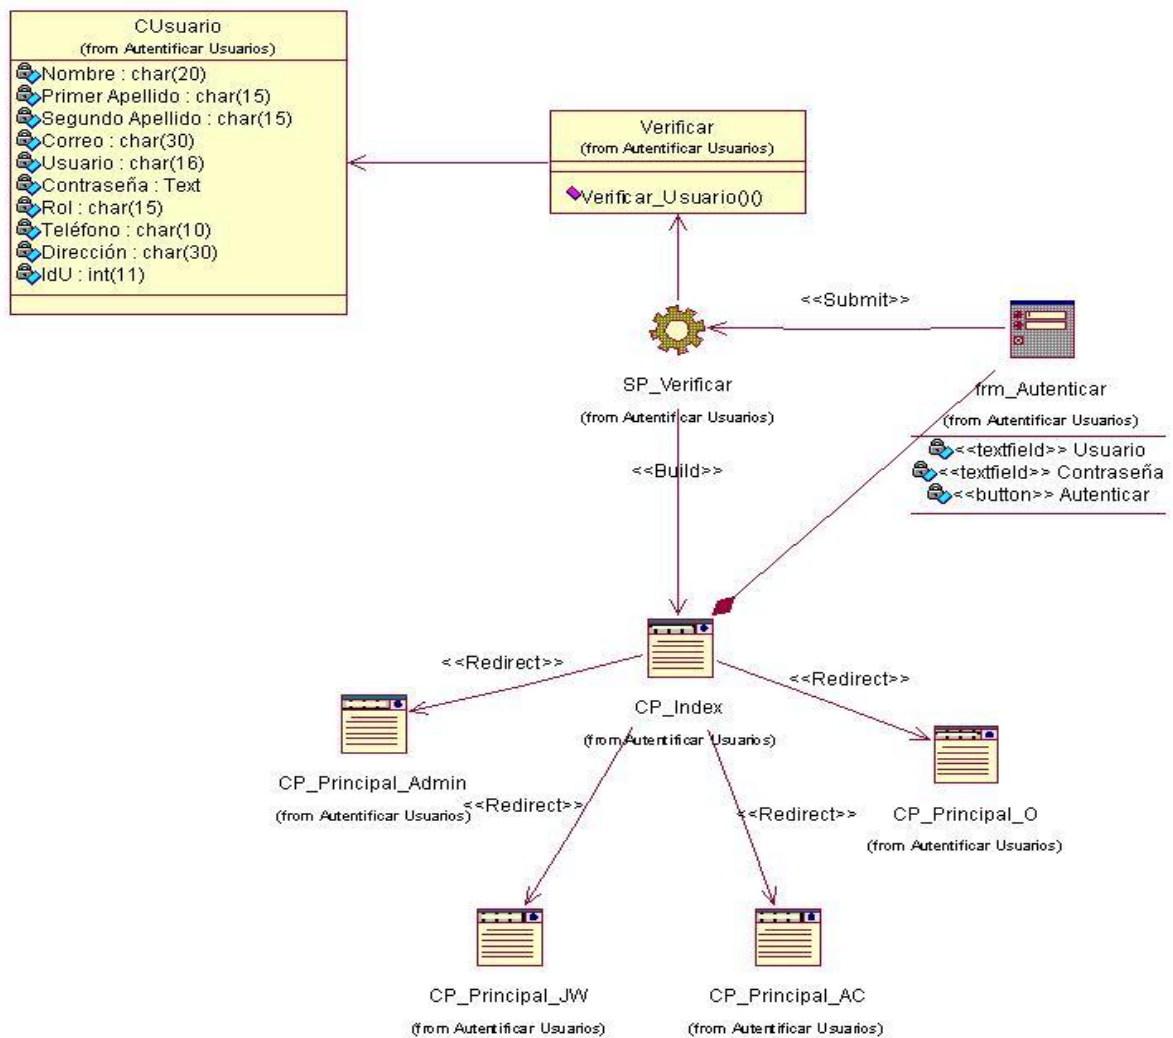 CUsuario
(from Autentificar Usuarios)
Nombre : char(20)
Primer Apellido : char(15)
Segundo Apellido : char(15)
Correo : char(30)
Usuario : char(16)
Contraseña : Text
Rol : char(15)
Teléfono : char(10)
Dirección : char(30)
IdU : int(11)
Verificar
(from Autentificar Usuarios)
Verificar_Usuario()()
<<Submit>>
SP_Verificar
(from Autentificar Usuarios)
frm_Autenticar
(from Autentificar Usuarios)
<<textfield>> Usuario
<<textfield>> Contraseña
<<button>> Autenticar
<<Build>>
<<Redirect>>
<<Redirect>>
CP_Index
(from Autentificar Usuarios)
CP_Principal_Admin
(from Autentificar Usuarios)
<<Redirect>>
<<Redirect>>
CP_Principal_O
(from Autentificar Usuarios)
CP_Principal_JW
(from Autentificar Usuarios)
CP_Principal_AC
(from Autentificar Usuarios)